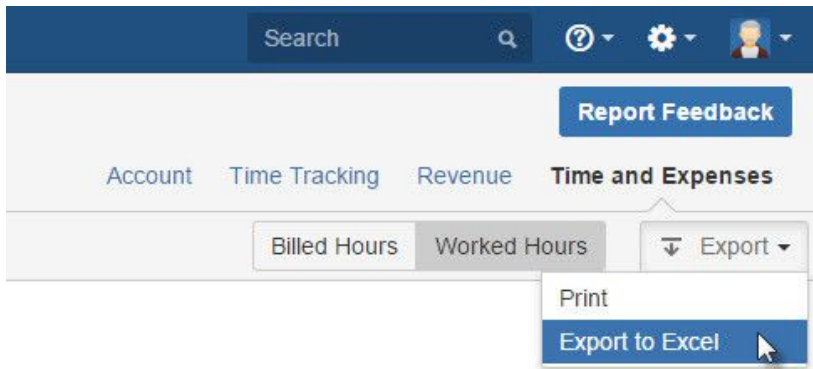 Search
Report Feedback
Account Time Tracking Revenue Time and Expenses
Billed Hours Worked Hours Export
Print
Export to Excel